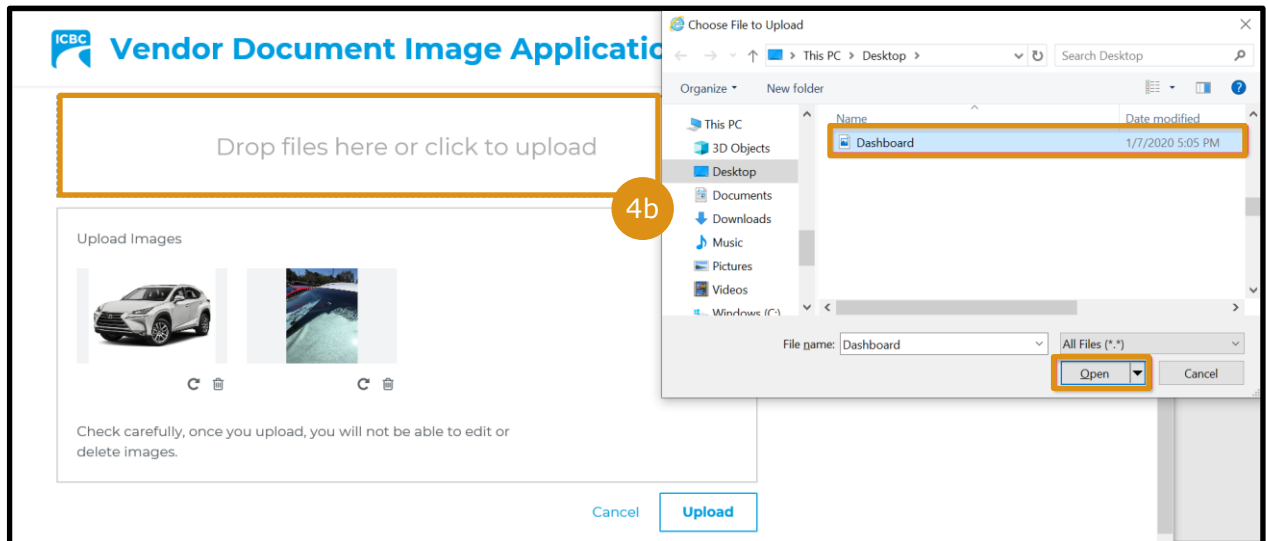 ICBC
Vendor Document Image Applicatio
Drop files here or click to upload
4b
Upload Images
Check carefully, once you upload, you will not be able to edit or
delete images.
Cancel
Upload
Choose File to Upload
This PC > Desktop >
Search Desktop
Organize
New folder
?
This PC
3D Objects
Desktop
Documents
Downloads
Music
Pictures
Videos
Windows (C:)
Name
Date modified
Dashboard
1/7/2020 5:05 PM
File name:
Dashboard
All Files (*.*)
Open
Cancel